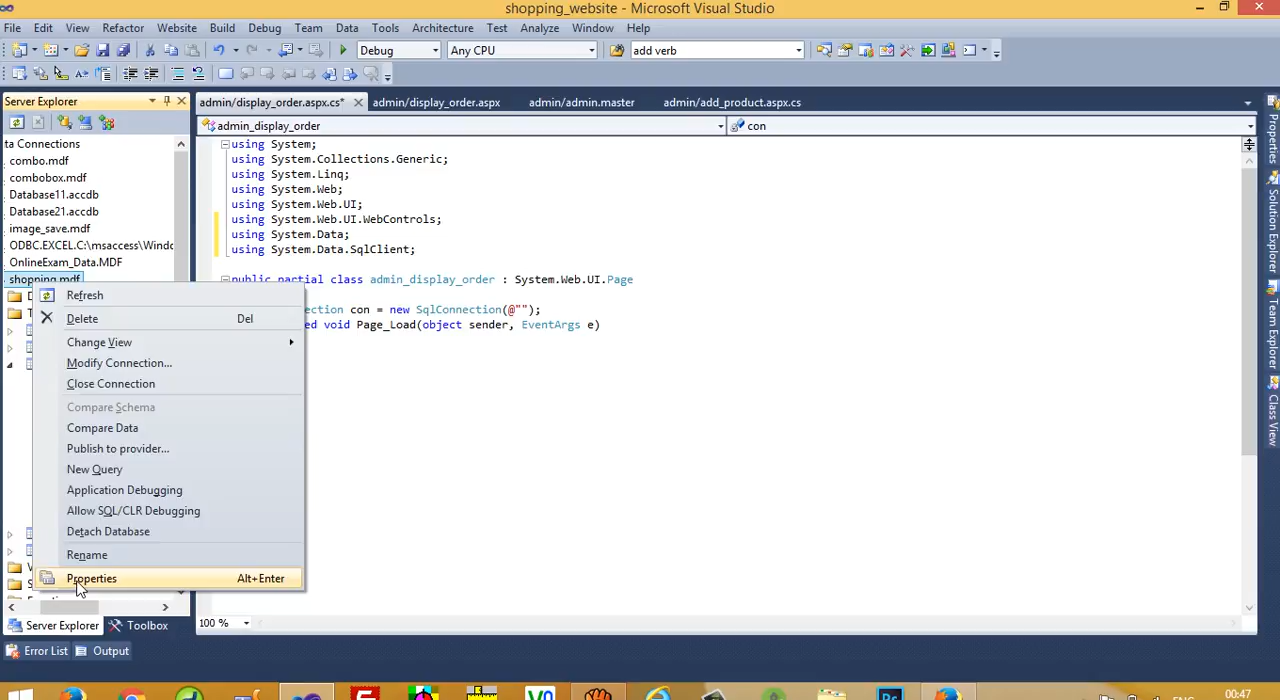 shopping_website - Microsoft Visual Studio
File Edit View Refactor Website Build Debug Team Data Tools Architecture Test Analyze Window Help
Debug Any CPU add verb
Server Explorer
admin/display_order.aspx.cs* admin/display_order.aspx admin/admin.master admin/add_product.aspx.cs
admin_display_order con
ta Connections
combo.mdf
combobox.mdf
Database11.accdb
Database21.accdb
image_save.mdf
ODBC.EXCEL.C:\msaccess\Windo
OnlineExam_Data.MDF
shopping.mdf
using System;
using System.Collections.Generic;
using System.Linq;
using System.Web;
using System.Web.UI;
using System.Web.UI.WebControls;
using System.Data;
using System.Data.SqlClient;
public partial class admin_display_order : System.Web.UI.Page
ection con = new SqlConnection(@"");
ed void Page_Load(object sender, EventArgs e)
Refresh
Delete Del
Change View
Modify Connection...
Close Connection
Compare Schema
Compare Data
Publish to provider...
New Query
Application Debugging
Allow SQL/CLR Debugging
Detach Database
Rename
Properties Alt+Enter
100 %
Server Explorer Toolbox
Error List Output
Properties
Solution Explorer
Team Explorer
Class View
00:47